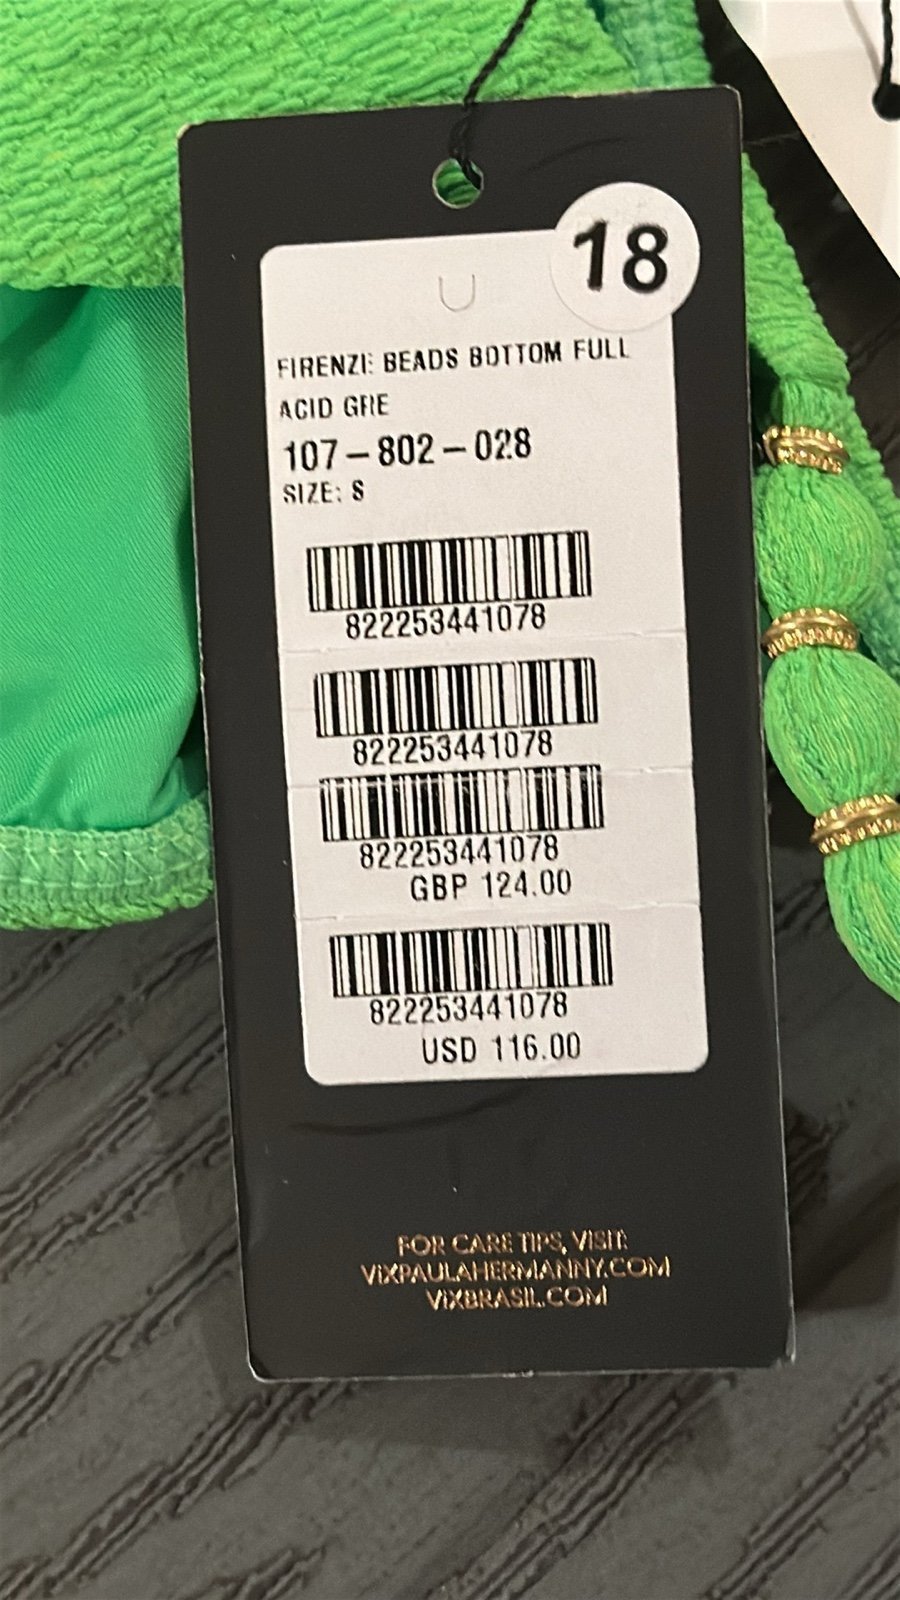 18
FIRENZE BEADS BOTTOM FULL
ACID GRE
107-802-028
SIZE: S
822253441078
822253441078
822253441078
GBP 124.00
822253441078
USD 116.00
FOR CARE TIPS, VISIT:
ViXPAULAHERMANNY.COM
ViXBRASIL.COM